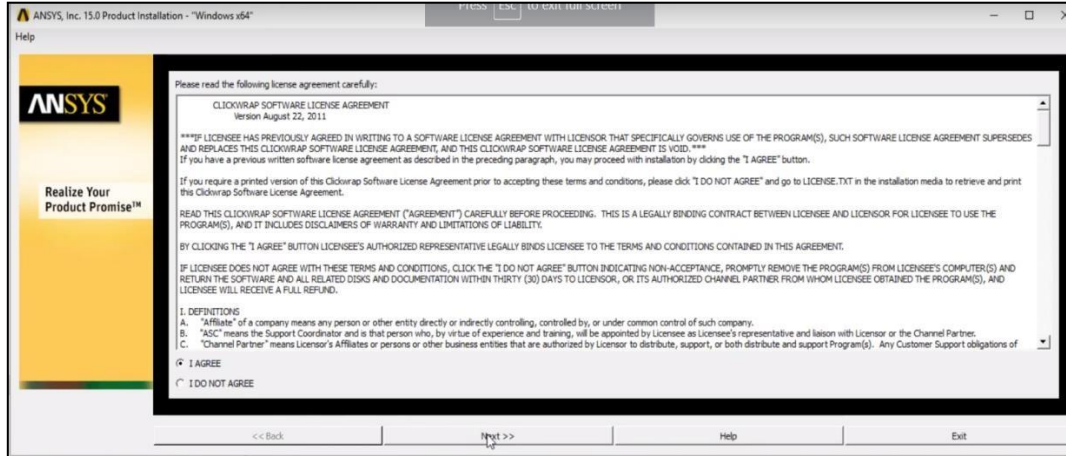 ANSYS, Inc. 15.0 Product Installation - "Windows x64"
Press Esc to exit full screen
Help
ANSYS
Realize Your
Product Promise™
Please read the following license agreement carefully:
CLICKWRAP SOFTWARE LICENSE AGREEMENT
Version August 22, 2011
***IF LICENSEE HAS PREVIOUSLY AGREED IN WRITING TO A SOFTWARE LICENSE AGREEMENT WITH LICENSOR THAT SPECIFICALLY GOVERNS USE OF THE PROGRAM(S), SUCH SOFTWARE LICENSE AGREEMENT SUPERSEDES
AND REPLACES THIS CLICKWRAP SOFTWARE LICENSE AGREEMENT, AND THIS CLICKWRAP SOFTWARE LICENSE AGREEMENT IS VOID.***
If you have a previous written software license agreement as described in the preceding paragraph, you may proceed with installation by clicking the "I AGREE" button.
If you require a printed version of this Clickwrap Software License Agreement prior to accepting these terms and conditions, please click "I DO NOT AGREE" and go to LICENSE.TXT in the installation media to retrieve and print
this Clickwrap Software License Agreement.
READ THIS CLICKWRAP SOFTWARE LICENSE AGREEMENT ("AGREEMENT") CAREFULLY BEFORE PROCEEDING. THIS IS A LEGALLY BINDING CONTRACT BETWEEN LICENSEE AND LICENSOR FOR LICENSEE TO USE THE
PROGRAM(S), AND IT INCLUDES DISCLAIMERS OF WARRANTY AND LIMITATIONS OF LIABILITY.
BY CLICKING THE "I AGREE" BUTTON LICENSEE'S AUTHORIZED REPRESENTATIVE LEGALLY BINDS LICENSEE TO THE TERMS AND CONDITIONS CONTAINED IN THIS AGREEMENT.
IF LICENSEE DOES NOT AGREE WITH THESE TERMS AND CONDITIONS, CLICK THE "I DO NOT AGREE" BUTTON INDICATING NON-ACCEPTANCE, PROMPTLY REMOVE THE PROGRAM(S) FROM LICENSEE'S COMPUTER(S) AND
RETURN THE SOFTWARE AND ALL RELATED DISKS AND DOCUMENTATION WITHIN THIRTY (30) DAYS TO LICENSOR, OR ITS AUTHORIZED CHANNEL PARTNER FROM WHOM LICENSEE OBTAINED THE PROGRAM(S), AND
LICENSEE WILL RECEIVE A FULL REFUND.
I. DEFINITIONS
A. "Affiliate" of a company means any person or other entity directly or indirectly controlling, controlled by, or under common control of such company.
B. "ASC" means the Support Coordinator and is that person who, by virtue of experience and training, will be appointed by Licensee as Licensee's representative and liaison with Licensor or the Channel Partner.
C. "Channel Partner" means Licensor's Affiliates or persons or other business entities that are authorized by Licensor to distribute, support, or both distribute and support Program(s). Any Customer Support obligations of
I AGREE
I DO NOT AGREE
<< Back
Next >>
Help
Exit